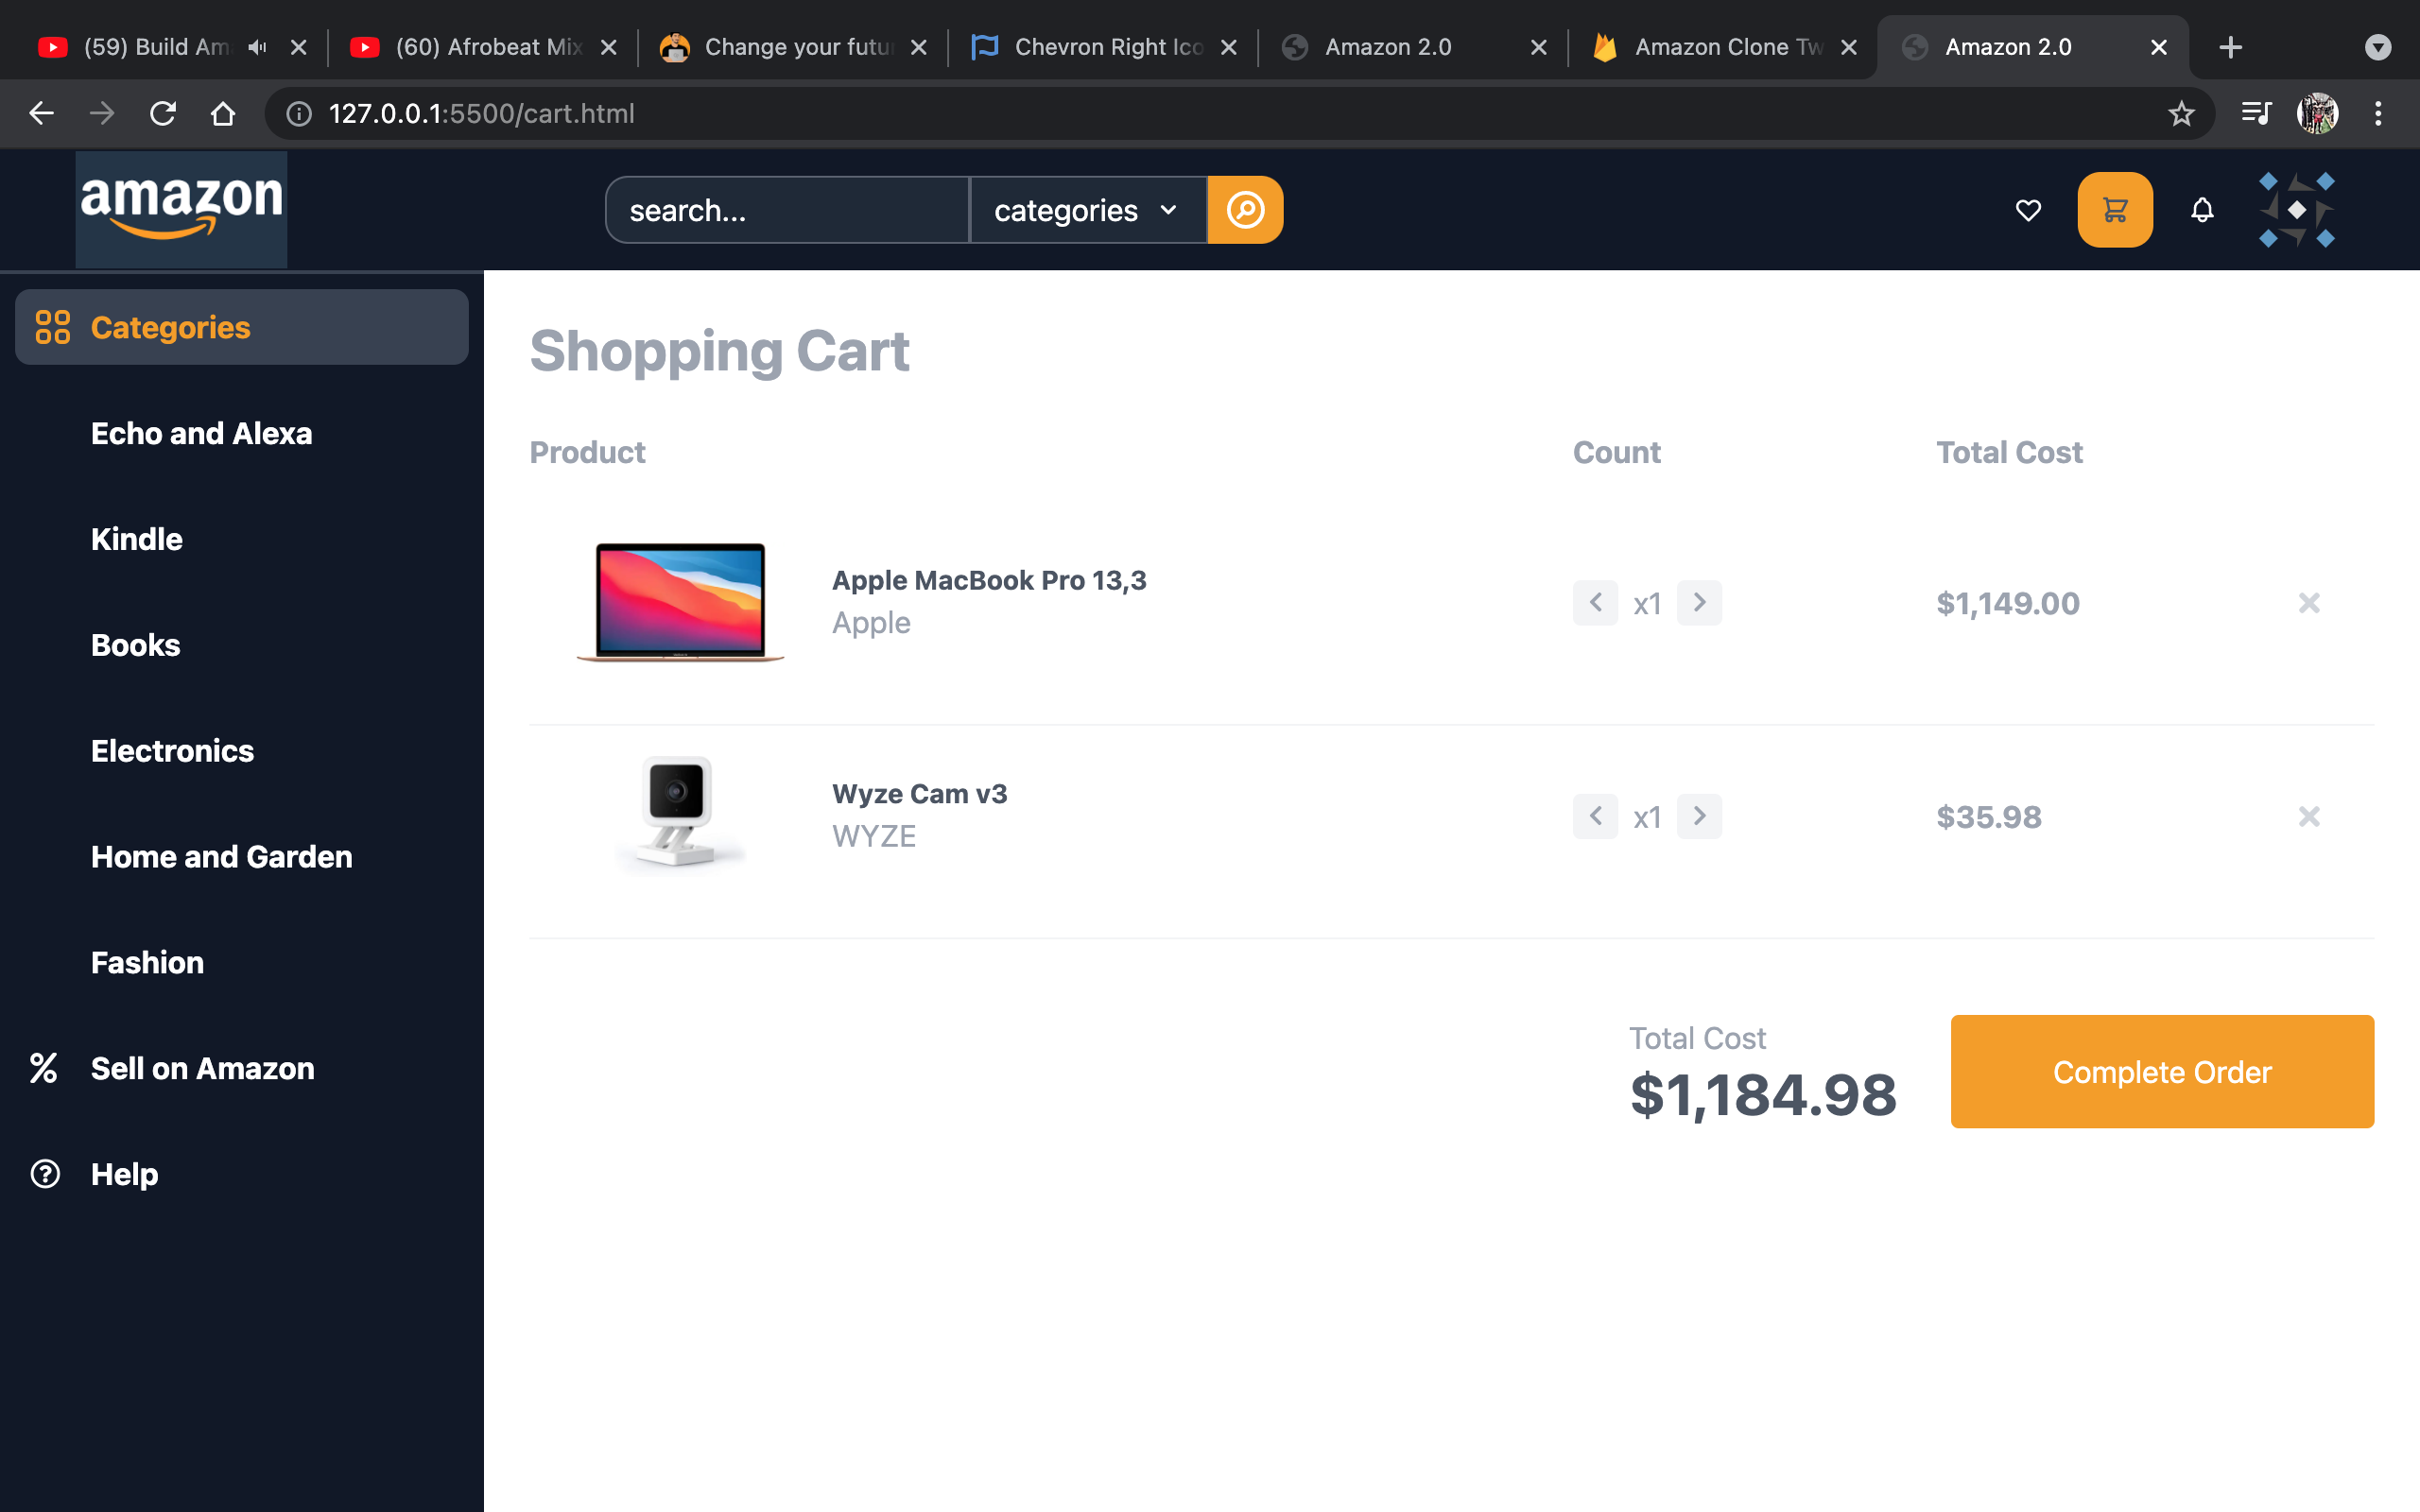 (59) Build Am
(60) Afrobeat Mix
Change your futu
Chevron Right Ico
Amazon 2.0
Amazon Clone Tw
Amazon 2.0
127.0.0.1:5500/cart.html
amazon
search...
categories
Categories
Echo and Alexa
Kindle
Books
Electronics
Home and Garden
Fashion
% Sell on Amazon
Help
Shopping Cart
Product Count Total Cost
Apple MacBook Pro 13,3
Apple
x1
$1,149.00
Wyze Cam v3
WYZE
x1
$35.98
Total Cost
$1,184.98
Complete Order